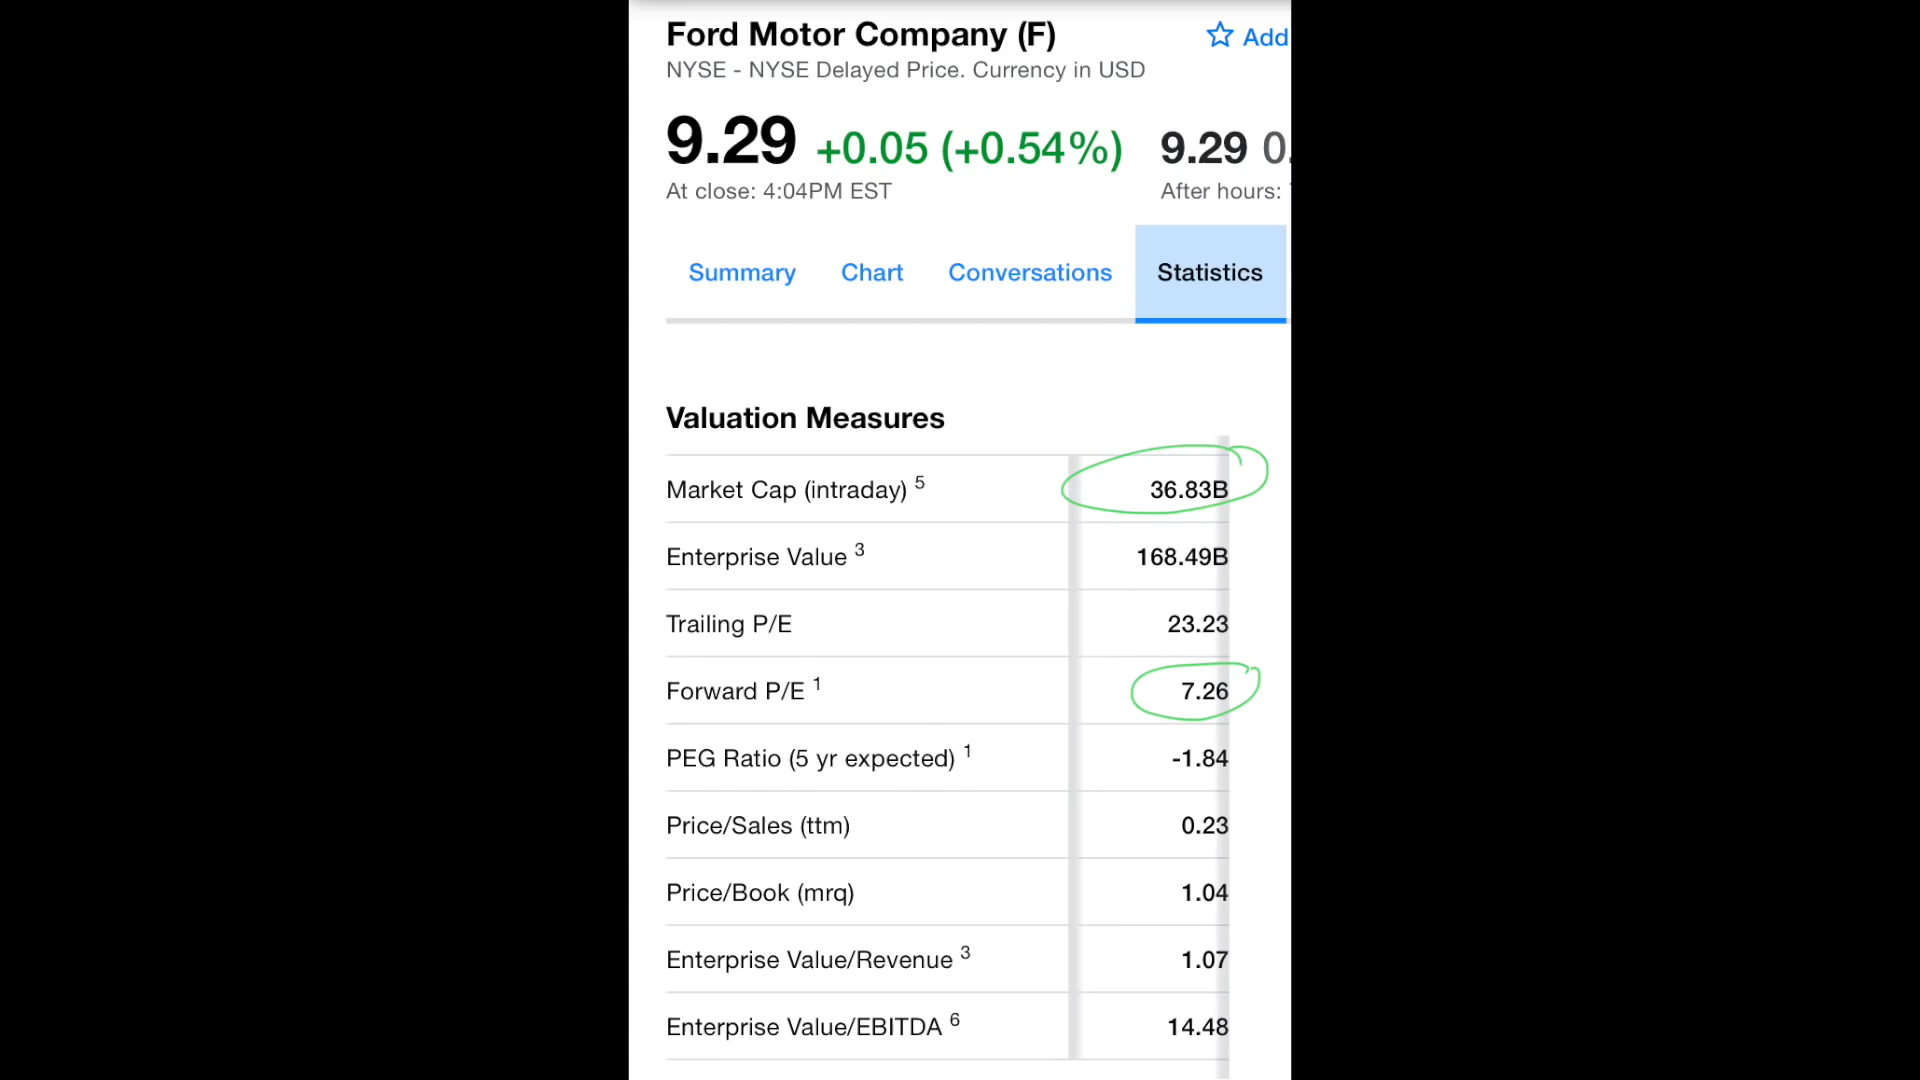 Ford Motor Company (F)
Add
NYSE - NYSE Delayed Price. Currency in USD
9.29 +0.05 (+0.54%) 9.29 0.
At close: 4:04PM EST After hours:
Summary Chart Conversations Statistics
Valuation Measures
Market Cap (intraday) 5 36.83B
Enterprise Value 3 168.49B
Trailing P/E 23.23
Forward P/E 1 7.26
PEG Ratio (5 yr expected) 1 -1.84
Price/Sales (ttm) 0.23
Price/Book (mrq) 1.04
Enterprise Value/Revenue 3 1.07
Enterprise Value/EBITDA 6 14.48